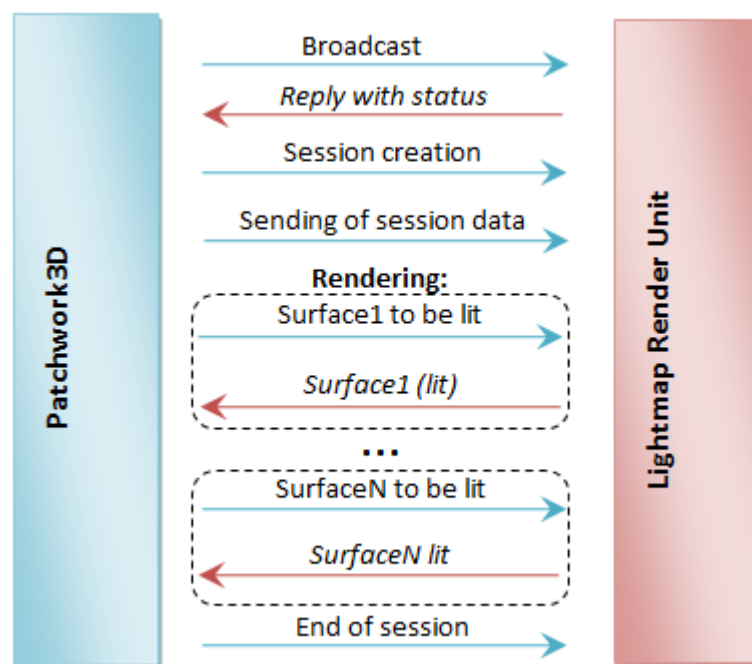 Patchwork3D
Broadcast
Reply with status
Session creation
Sending of session data
Rendering:
Surface1 to be lit
Surface1 (lit)
...
SurfaceN to be lit
SurfaceN lit
End of session
Lightmap Render Unit